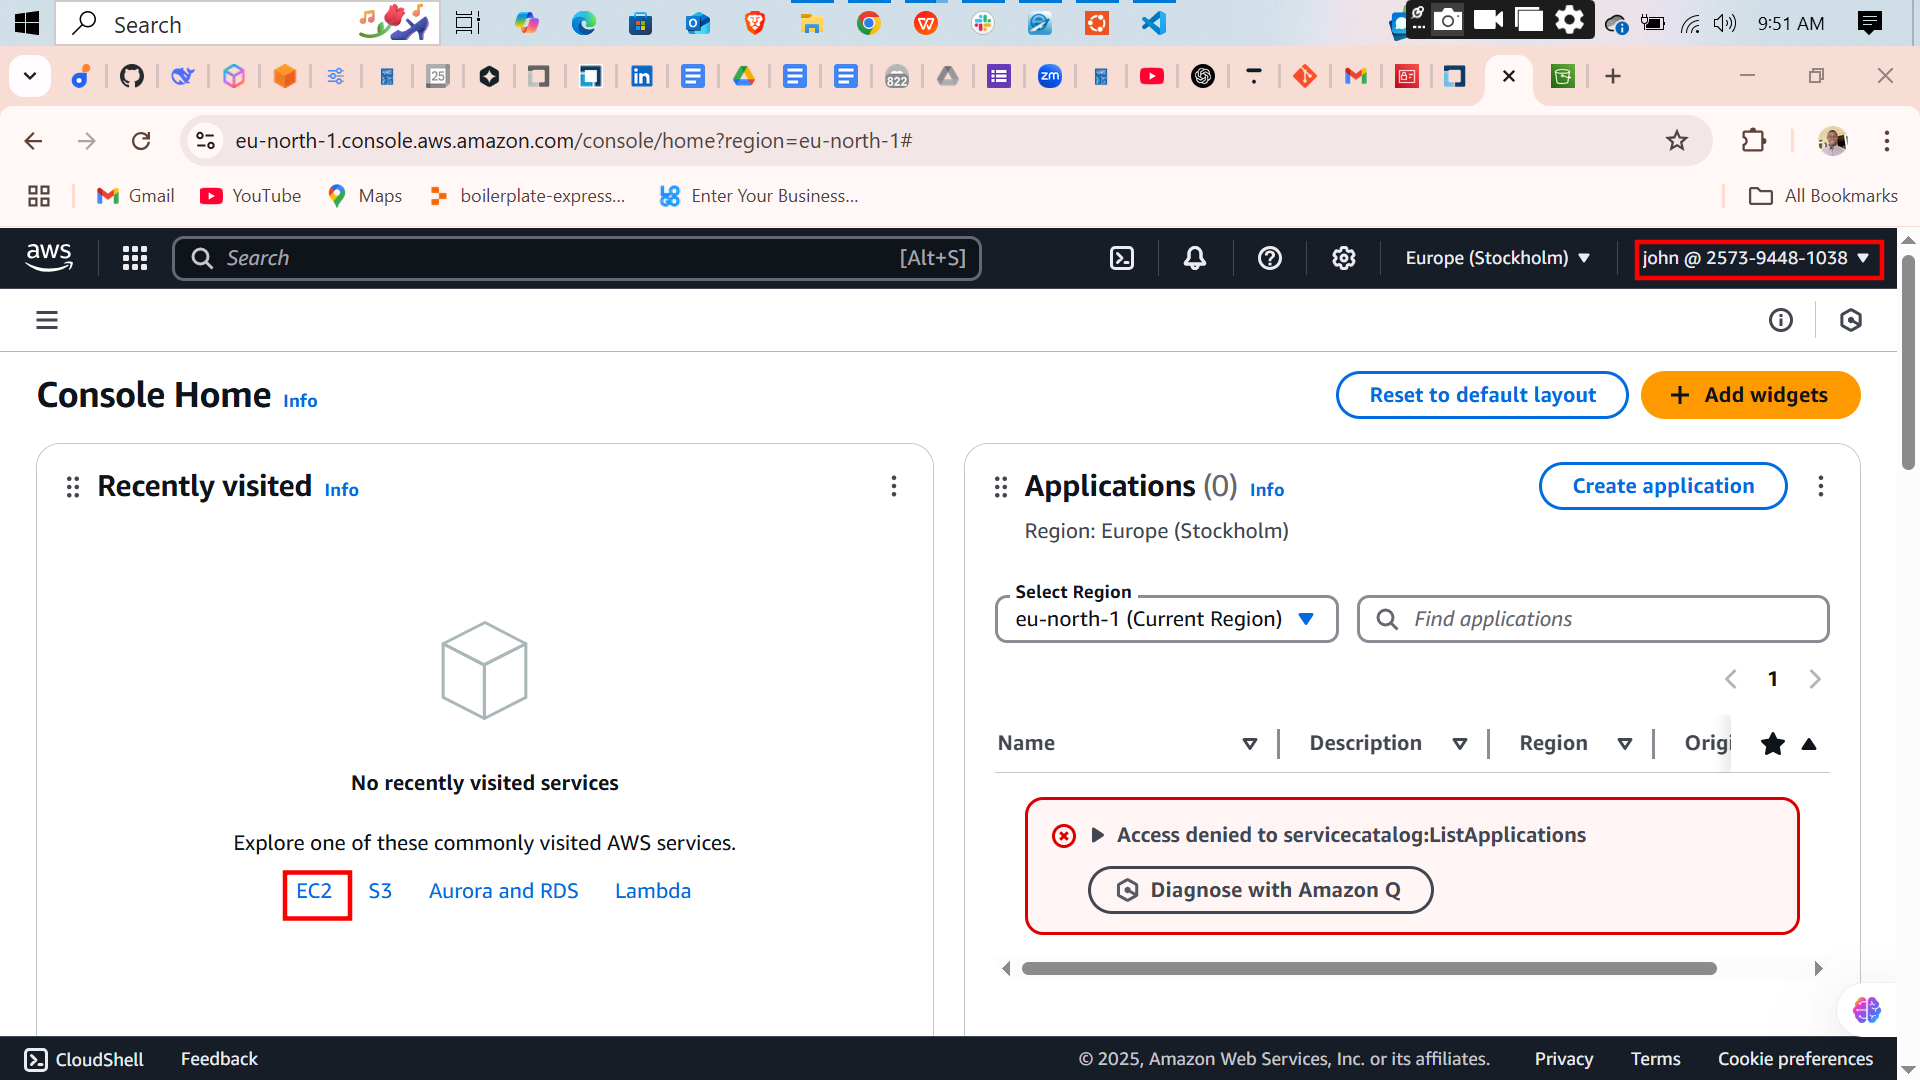 Search
9:51 AM
25
822
zm
eu-north-1.console.aws.amazon.com/console/home?region=eu-north-1#
Gmail
YouTube
Maps
boilerplate-express...
Enter Your Business...
All Bookmarks
aws
Search
[Alt+S]
Europe (Stockholm)
john @ 2573-9448-1038
Console Home Info
Reset to default layout
Add widgets
Recently visited Info
No recently visited services
Explore one of these commonly visited AWS services.
EC2 S3 Aurora and RDS Lambda
Applications (0) Info
Create application
Region: Europe (Stockholm)
Select Region
eu-north-1 (Current Region)
Find applications
1
Name Description Region Origi
Access denied to servicecatalog:ListApplications
Diagnose with Amazon Q
CloudShell Feedback © 2025, Amazon Web Services, Inc. or its affiliates. Privacy Terms Cookie preferences